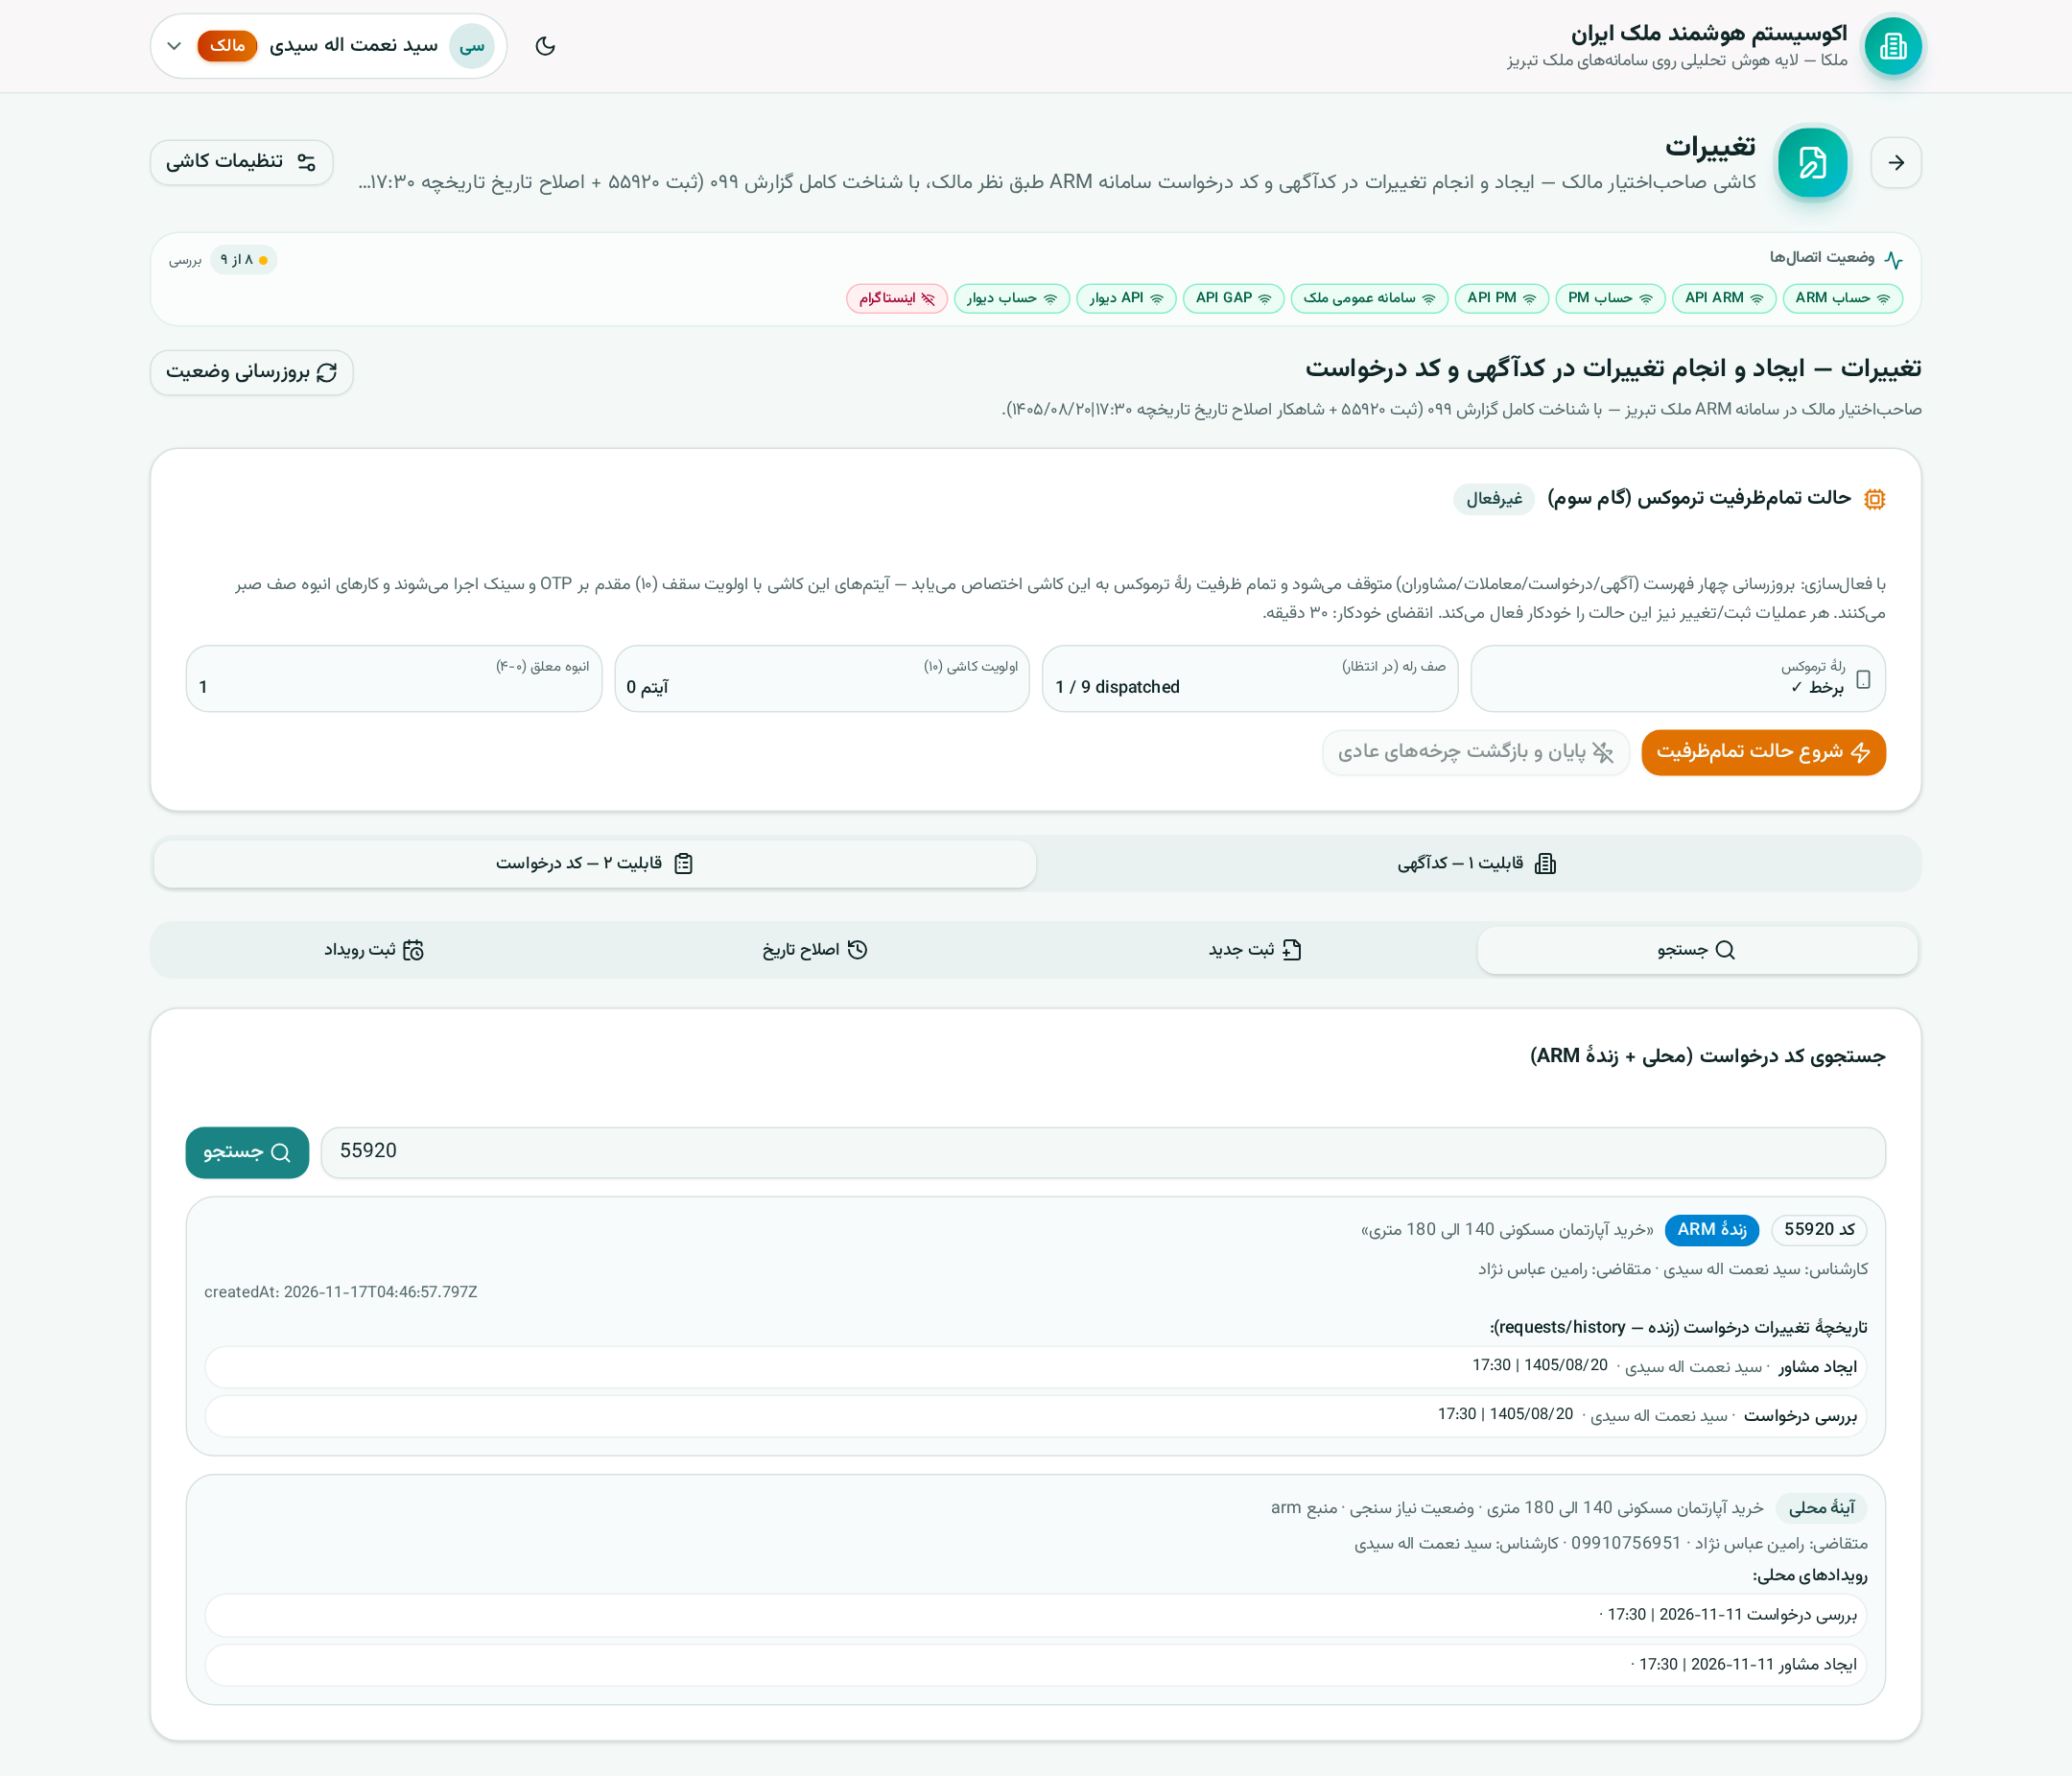 اکوسیستم هوشمند ملک ایران
ملکا — لایه هوش تحلیلی روی سامانه‌های ملک تبریز
سی سید نعمت اله سیدی مالک
تغییرات
کاشی صاحب‌اختیار مالک — ایجاد و انجام تغییرات در کدآگهی و کد درخواست سامانه ARM طبق نظر مالک، با شناخت کامل گزارش ۰۹۹ (ثبت ۵۵۹۲۰ + اصلاح تاریخ تاریخچه ۱۷:۳۰...
تنظیمات کاشی
وضعیت اتصال‌ها
۸ از ۹ بررسی
حساب ARM
API ARM
حساب PM
API PM
سامانه عمومی ملک
API GAP
API دیوار
حساب دیوار
اینستاگرام
تغییرات — ایجاد و انجام تغییرات در کدآگهی و کد درخواست
بروزرسانی وضعیت
صاحب‌اختیار مالک در سامانه ARM ملک تبریز — با شناخت کامل گزارش ۰۹۹ (ثبت ۵۵۹۲۰ + شاهکار اصلاح تاریخ تاریخچه ۱۷:۳۰|۱۴۰۵/۰۸/۲۰).
حالت تمام‌ظرفیت ترموکس (گام سوم) غیرفعال
با فعال‌سازی: بروزرسانی چهار فهرست (آگهی/درخواست/معاملات/مشاوران) متوقف می‌شود و تمام ظرفیت رلهٔ ترموکس به این کاشی اختصاص می‌یابد — آیتم‌های این کاشی با اولویت سقف (۱۰) مقدم بر OTP و سینک اجرا می‌شوند و کارهای انبوه صف صبر
می‌کنند. هر عملیات ثبت/تغییر نیز این حالت را خودکار فعال می‌کند. انقضای خودکار: ۳۰ دقیقه.
رلهٔ ترموکس
برخط ✓
صف رله (در انتظار)
1 / 9 dispatched
اولویت کاشی (۱۰)
0 آیتم
انبوه معلق (۰-۴)
1
شروع حالت تمام‌ظرفیت
پایان و بازگشت چرخه‌های عادی
قابلیت ۱ — کدآگهی
قابلیت ۲ — کد درخواست
جستجو
ثبت جدید
اصلاح تاریخ
ثبت رویداد
جستجوی کد درخواست (محلی + زندهٔ ARM)
55920
جستجو
کد 55920 زندهٔ ARM «خرید آپارتمان مسکونی 140 الی 180 متری»
کارشناس: سید نعمت اله سیدی · متقاضی: رامین عباس نژاد
createdAt: 2026-11-17T04:46:57.797Z
تاریخچهٔ تغییرات درخواست (زنده — requests/history):
ایجاد مشاور · سید نعمت اله سیدی · 1405/08/20 | 17:30
بررسی درخواست · سید نعمت اله سیدی · 1405/08/20 | 17:30
آینهٔ محلی خرید آپارتمان مسکونی 140 الی 180 متری · وضعیت نیاز سنجی · منبع arm
متقاضی: رامین عباس نژاد · 09910756951 · کارشناس: سید نعمت اله سیدی
رویدادهای محلی:
بررسی درخواست 2026-11-11 | 17:30 ·
ایجاد مشاور 2026-11-11 | 17:30 ·